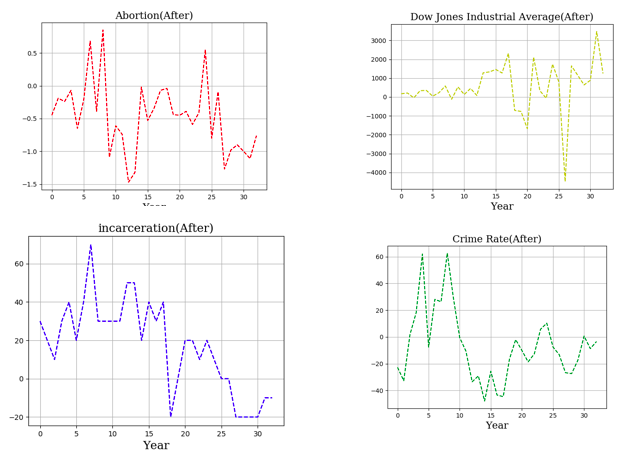 Abortion(After)
0.5
0.0
−0.5
−1.0
−1.5
0 5 10 15 20 25 30
Year
Dow Jones Industrial Average(After)
3000
2000
1000
0
−1000
−2000
−3000
−4000
0 5 10 15 20 25 30
Year
incarceration(After)
60
40
20
0
−20
0 5 10 15 20 25 30
Year
Crime Rate(After)
60
40
20
0
−20
−40
0 5 10 15 20 25 30
Year